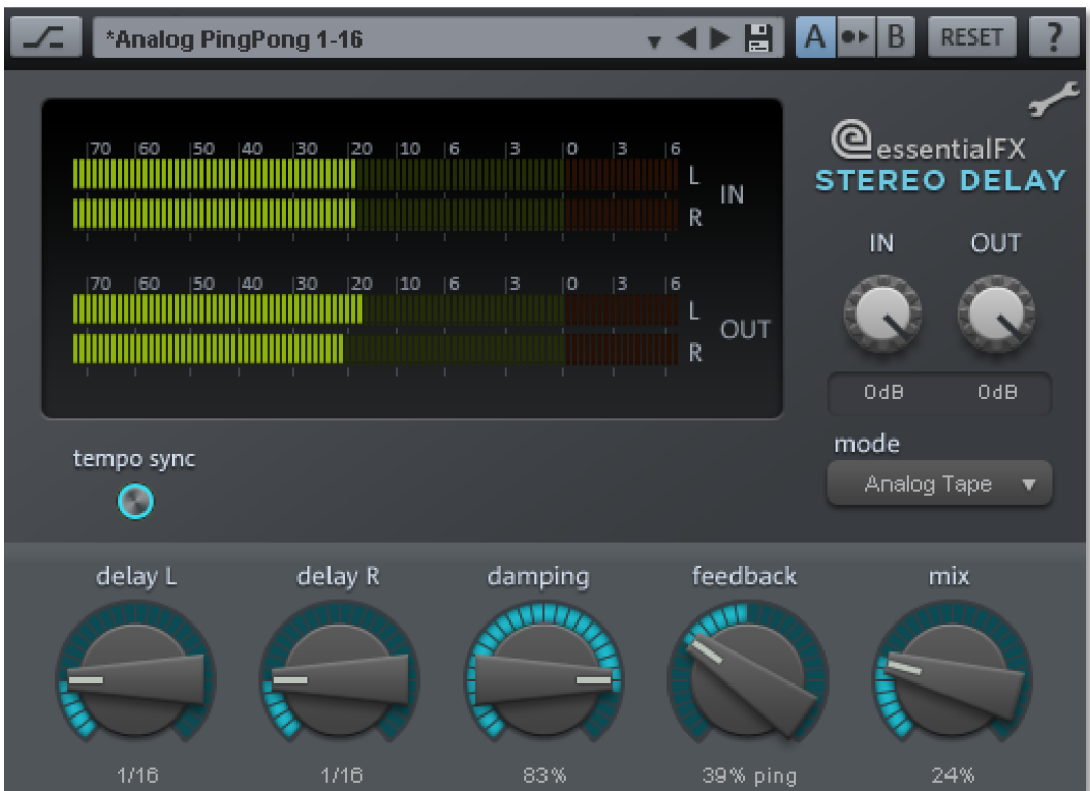 *Analog PingPong 1-16
A B RESET ?
70 60 50 40 30 20 10 6 3 0 3 6
L
R
IN
70 60 50 40 30 20 10 6 3 0 3 6
L
R
OUT
essentialFX
STEREO DELAY
IN OUT
0dB 0dB
mode
Analog Tape
tempo sync
delay L delay R damping feedback mix
1/16 1/16 83% 39% ping 24%